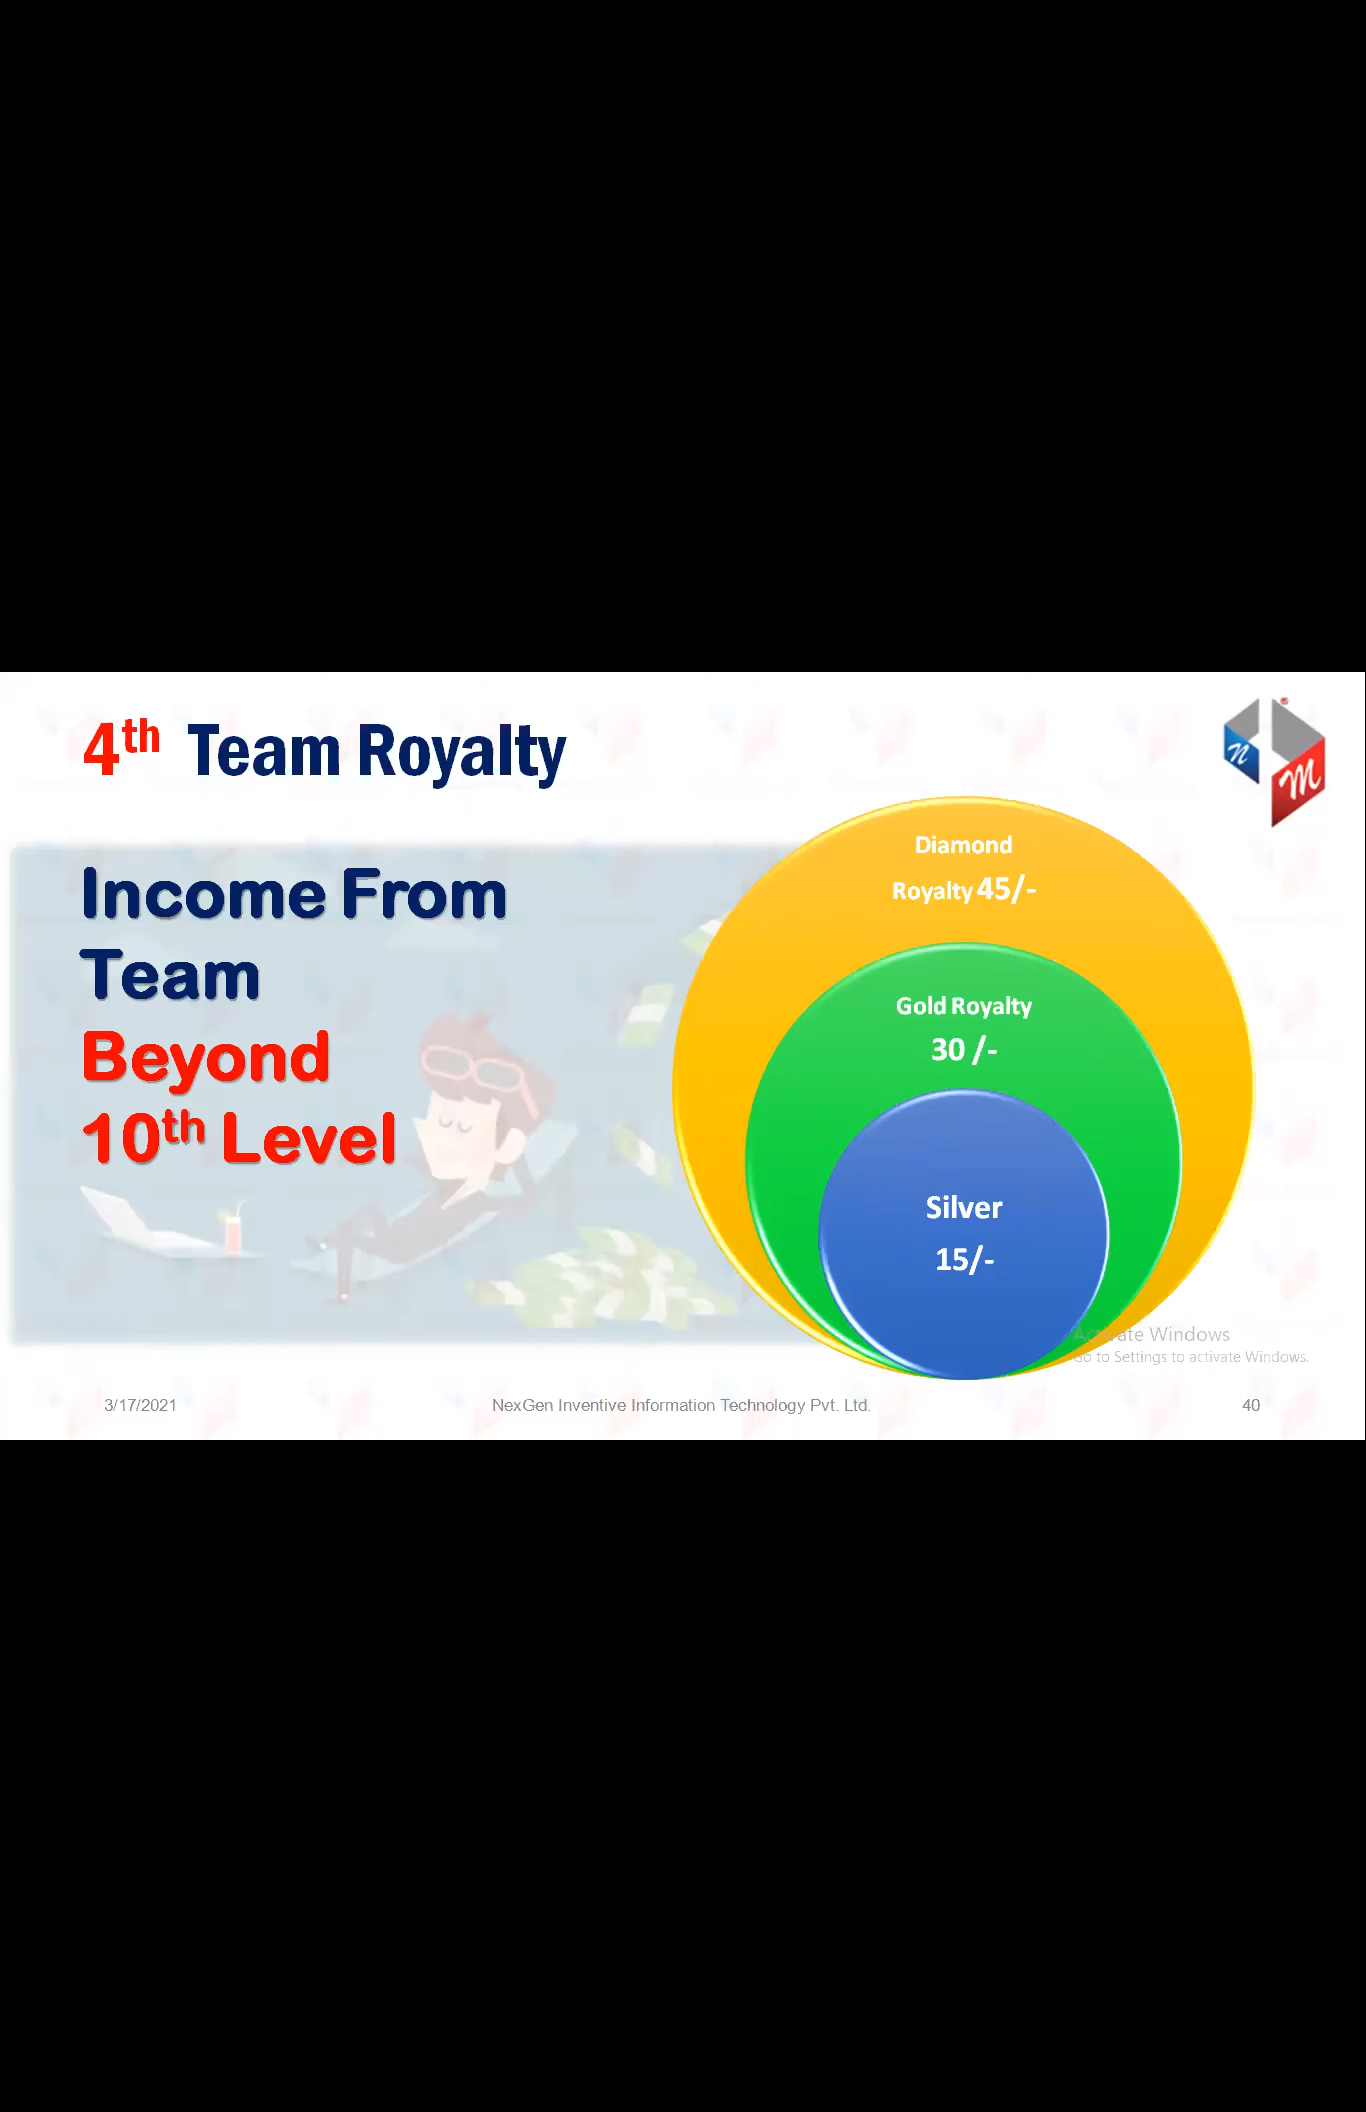 4th Team Royalty
Income From
Team
Beyond
10th Level
Diamond
Royalty 45/-
Gold Royalty
30 /-
Silver
15/-
n
m
Activate Windows
Go to Settings to activate Windows.
3/17/2021
NexGen Inventive Information Technology Pvt. Ltd.
40